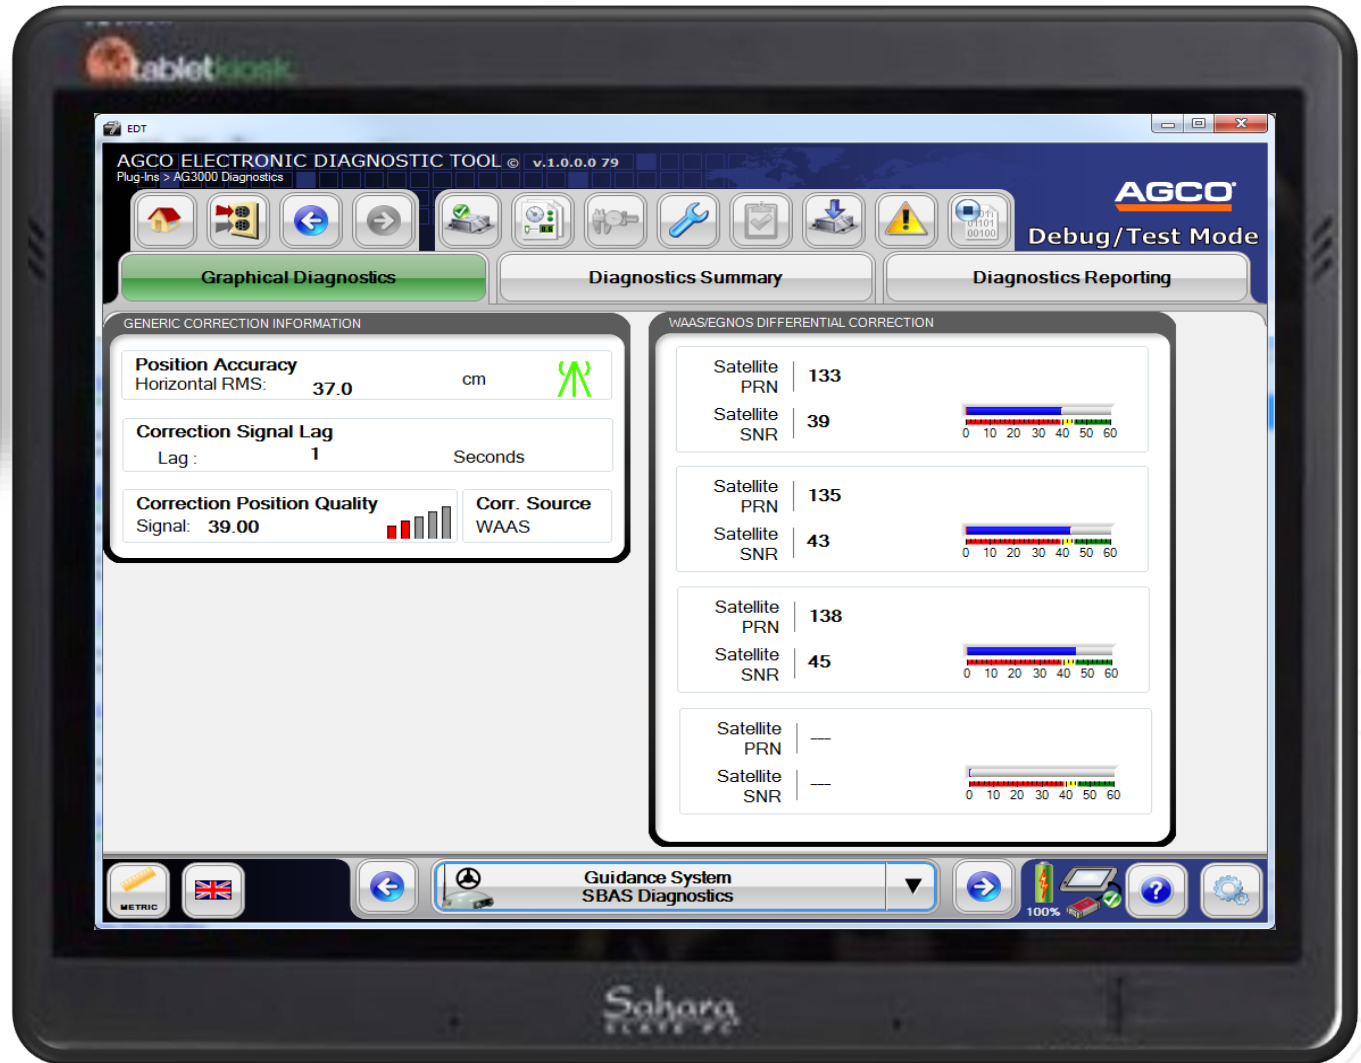 tabletkiosk
EDT
AGCO ELECTRONIC DIAGNOSTIC TOOL © v.1.0.0.0 79
Plug-Ins > AG3000 Diagnostics
AGCO
Debug/Test Mode
Graphical Diagnostics
Diagnostics Summary
Diagnostics Reporting
GENERIC CORRECTION INFORMATION
Position Accuracy
Horizontal RMS: 37.0 cm
Correction Signal Lag
Lag : 1 Seconds
Correction Position Quality
Signal: 39.00
Corr. Source
WAAS
WAAS/EGNOS DIFFERENTIAL CORRECTION
Satellite
PRN 133
Satellite
SNR 39
0 10 20 30 40 50 60
Satellite
PRN 135
Satellite
SNR 43
0 10 20 30 40 50 60
Satellite
PRN 138
Satellite
SNR 45
0 10 20 30 40 50 60
Satellite
PRN ---
Satellite
SNR ---
0 10 20 30 40 50 60
METRIC
Guidance System
SBAS Diagnostics
100%
Sahara
SLATE PC